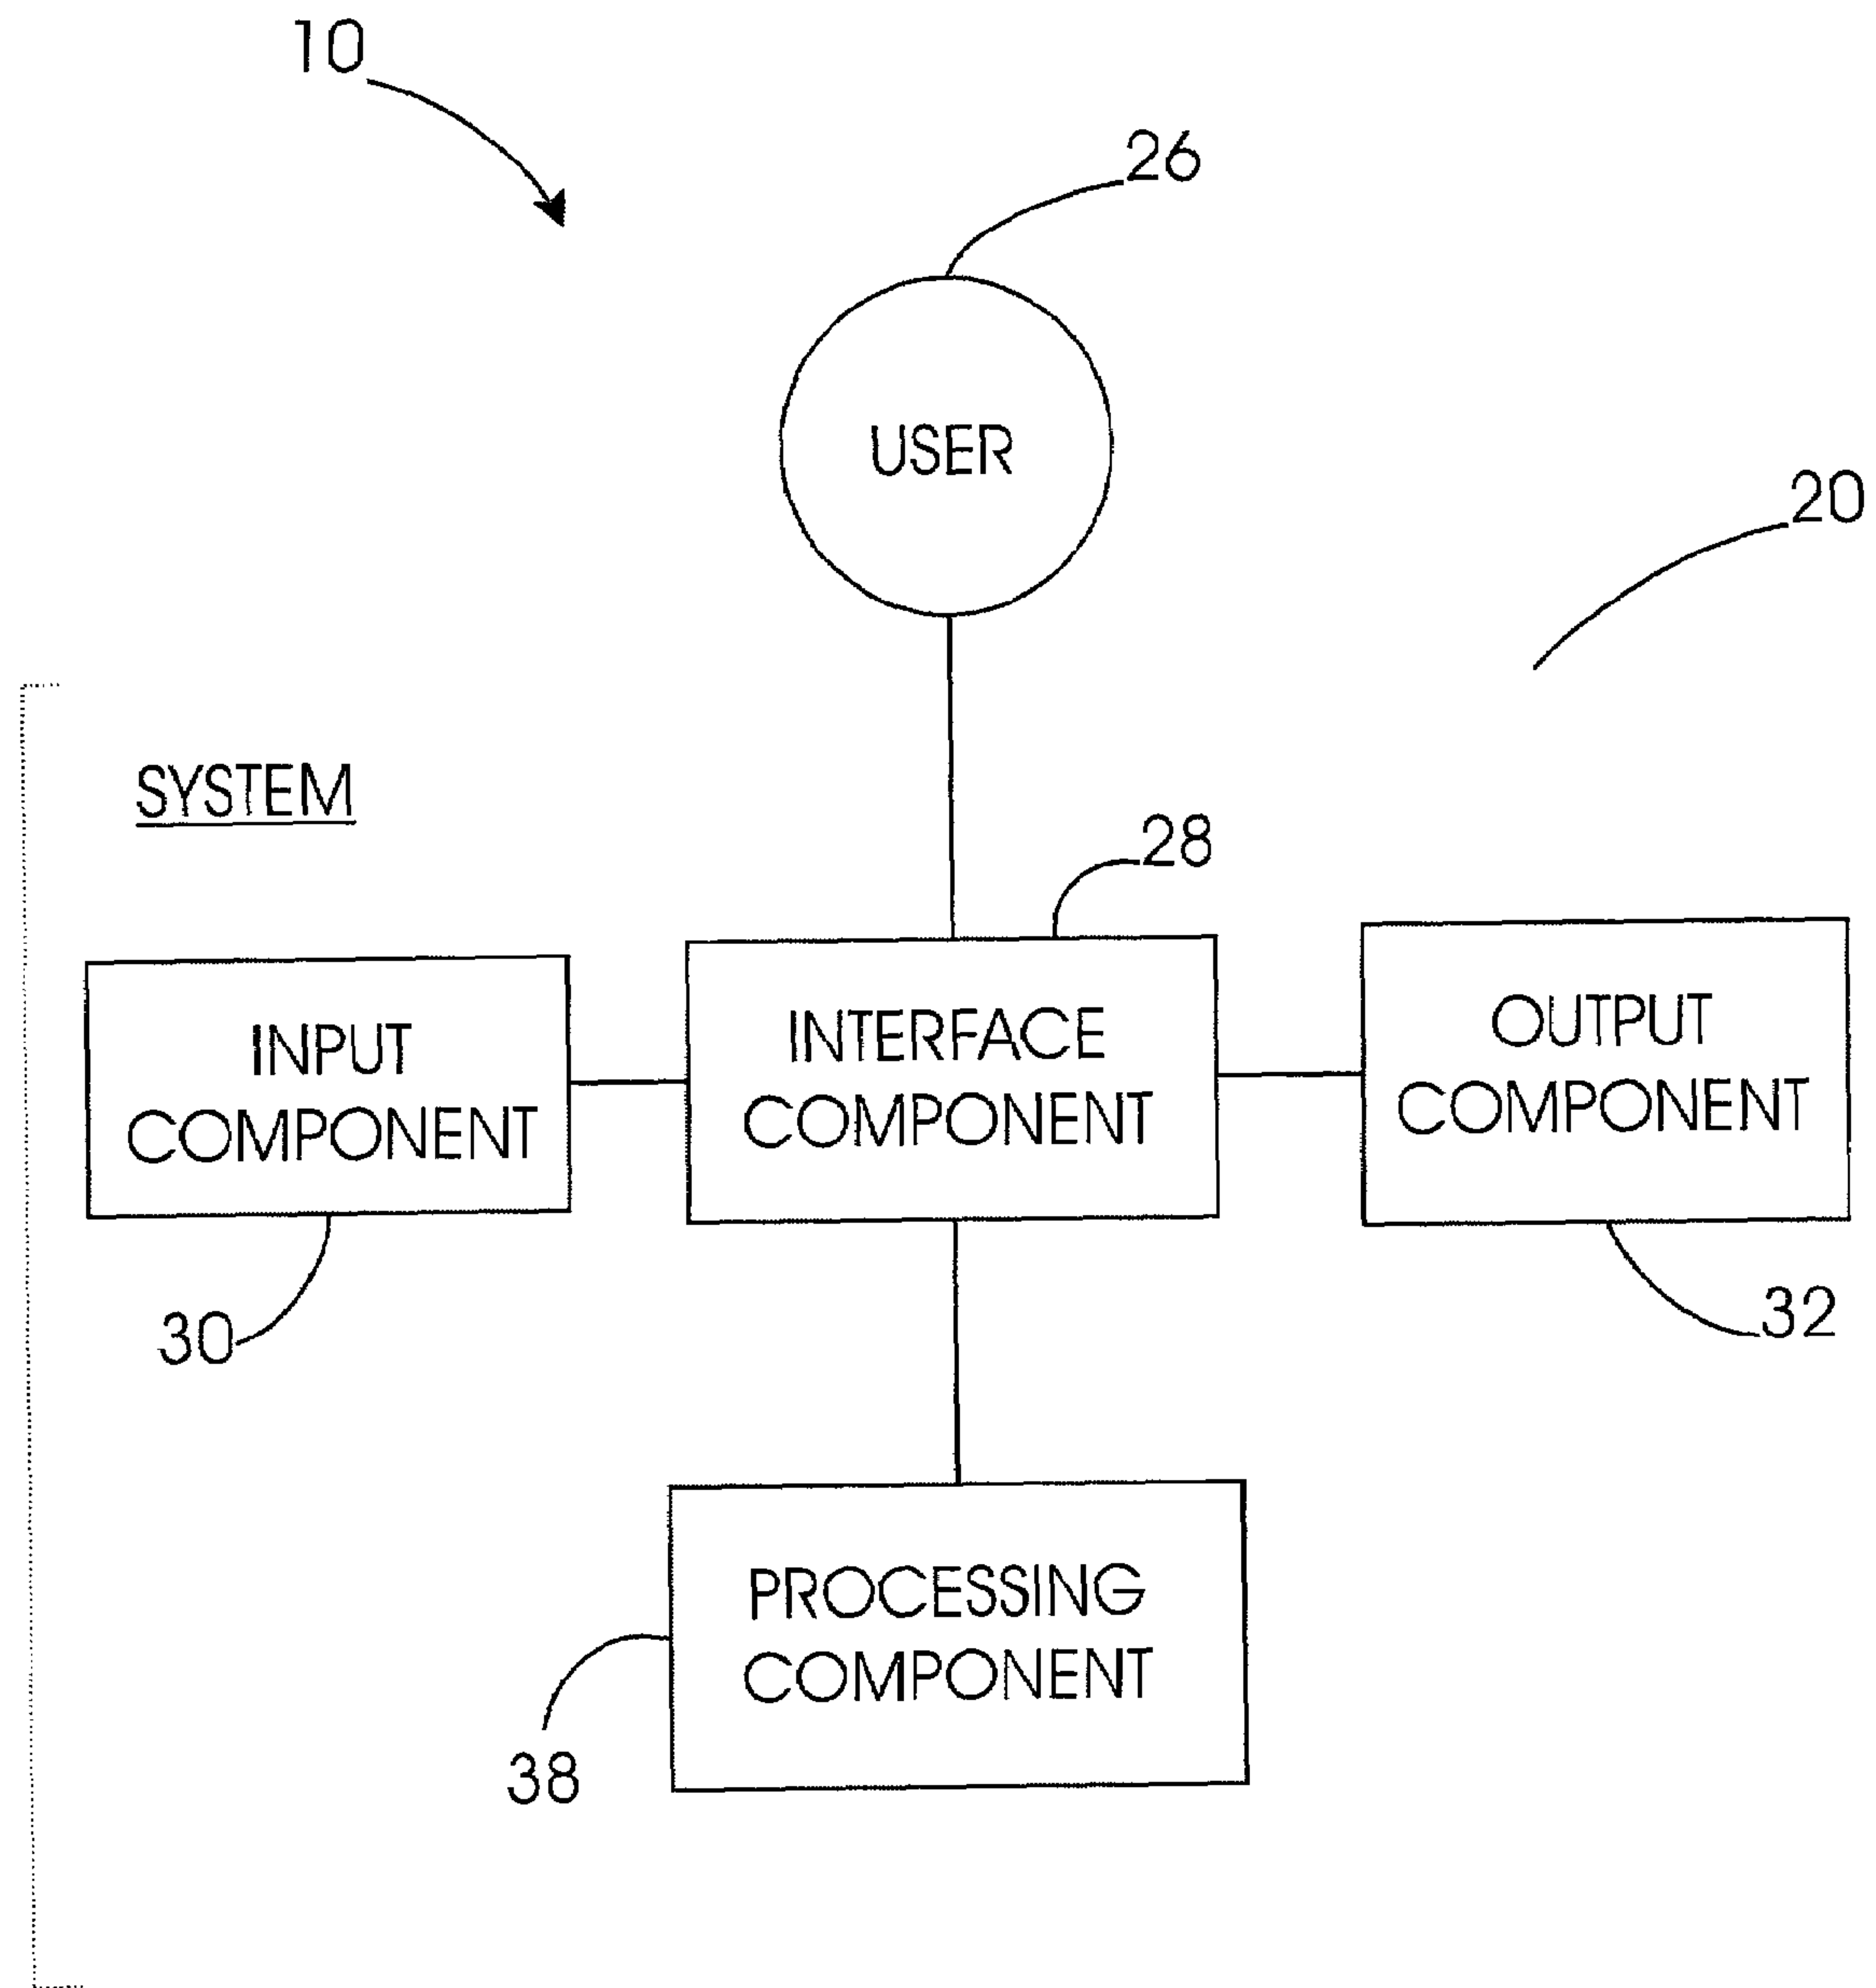 10
26
USER
20
SYSTEM
28
INPUT
COMPONENT
INTERFACE
COMPONENT
OUTPUT
COMPONENT
30
32
PROCESSING
COMPONENT
38